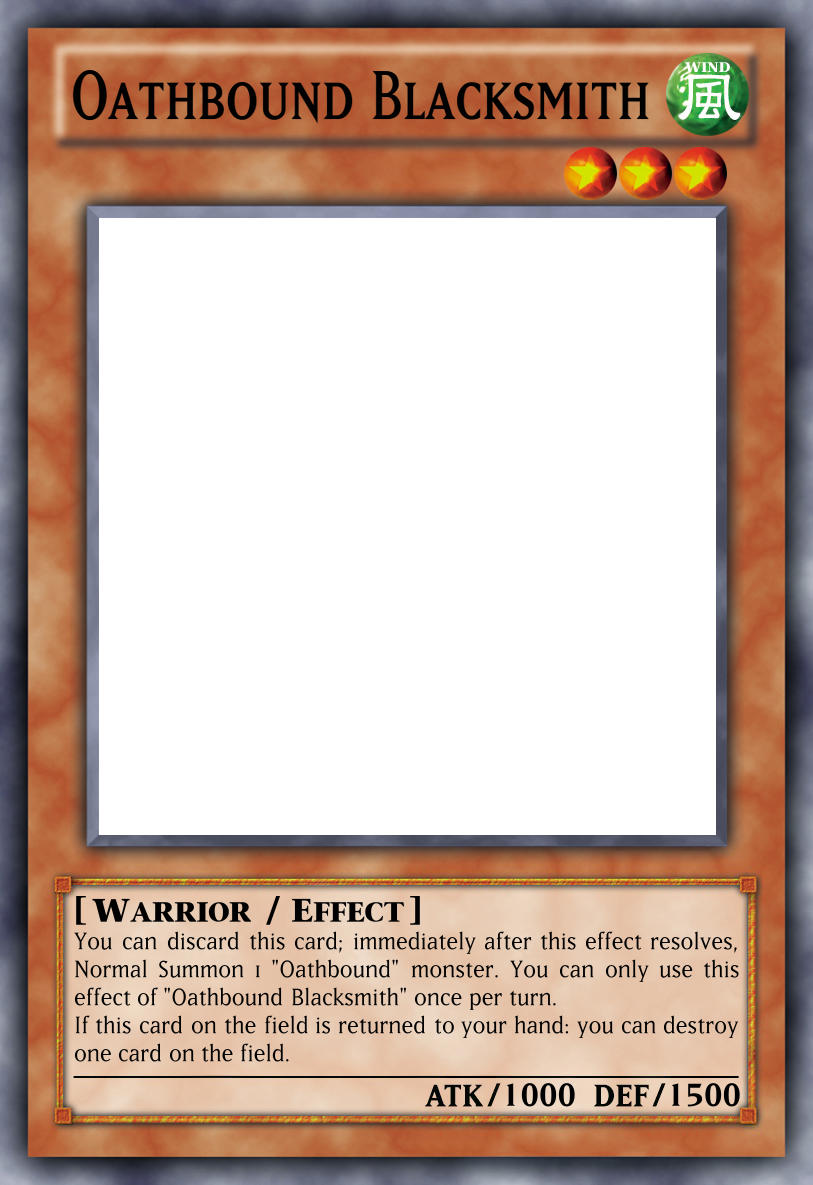 Oathbound Blacksmith
WIND
風
[ Warrior / Effect ]
You can discard this card; immediately after this effect resolves,
Normal Summon 1 "Oathbound" monster. You can only use this
effect of "Oathbound Blacksmith" once per turn.
If this card on the field is returned to your hand: you can destroy
one card on the field.
ATK/1000 DEF/1500